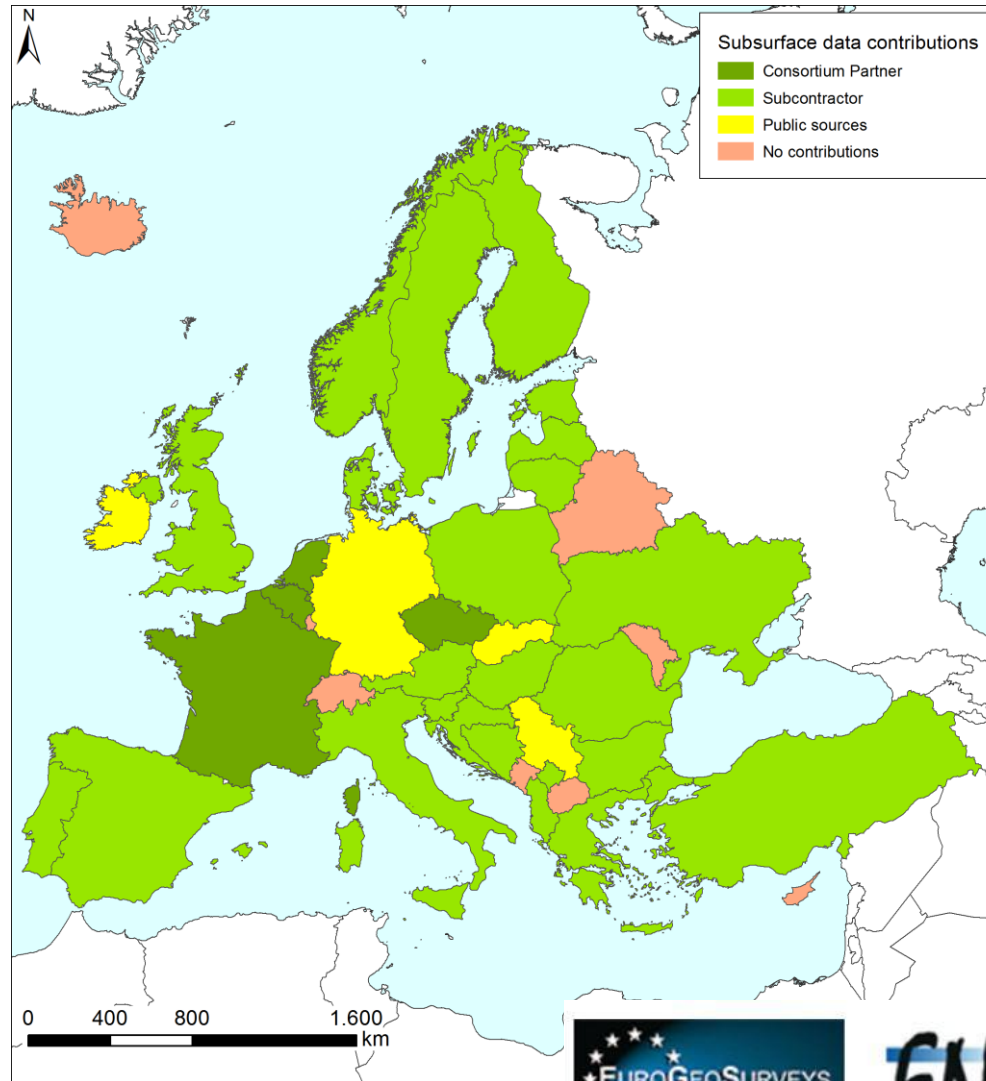 N
Subsurface data contributions
Consortium Partner
Subcontractor
Public sources
No contributions
0 400 800 1.600
km
EUROGEOSURVEYS